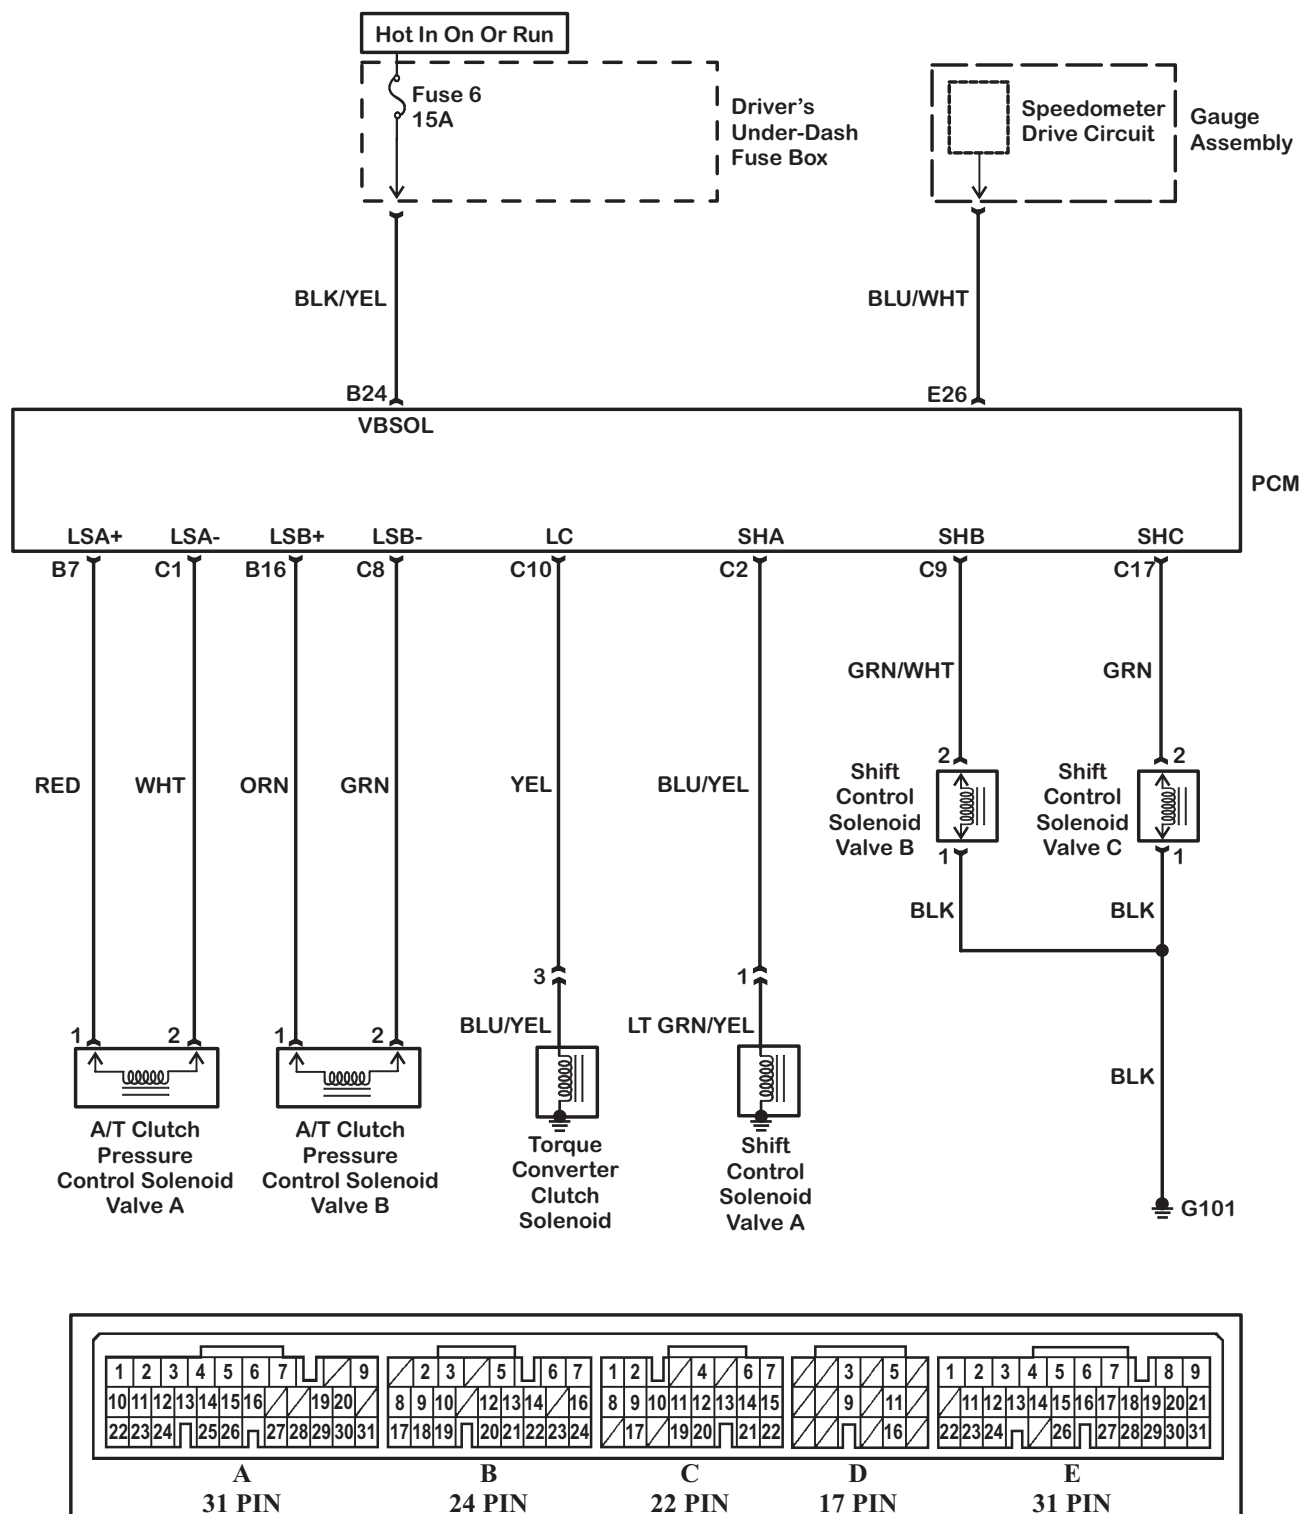 Hot In On Or Run
Fuse 6
15A
Driver's
Under-Dash
Fuse Box
Speedometer
Drive Circuit
Gauge
Assembly
BLK/YEL
BLU/WHT
B24
E26
VBSOL
PCM
LSA+ LSA- LSB+ LSB- LC SHA SHB SHC
B7 C1 B16 C8 C10 C2 C9 C17
GRN/WHT GRN
2 2
RED WHT ORN GRN YEL BLU/YEL
Shift
Control
Solenoid
Valve B
Shift
Control
Solenoid
Valve C
1 1
BLK BLK
3 1
BLU/YEL LT GRN/YEL
1 2 1 2
BLK
A/T Clutch
Pressure
Control Solenoid
Valve A
A/T Clutch
Pressure
Control Solenoid
Valve B
Torque
Converter
Clutch
Solenoid
Shift
Control
Solenoid
Valve A
G101
1 2 3 4 5 6 7 9 2 3 5 6 7 1 2 4 6 7 3 5 1 2 3 4 5 6 7 8 9
10 11 12 13 14 15 16 19 20 8 9 10 12 13 14 16 8 9 10 11 12 13 14 15 9 11 11 12 13 14 15 16 17 18 19 20 21
22 23 24 25 26 27 28 29 30 31 17 18 19 20 21 22 23 24 17 19 20 21 22 16 22 23 24 26 27 28 29 30 31
A B C D E
31 PIN 24 PIN 22 PIN 17 PIN 31 PIN